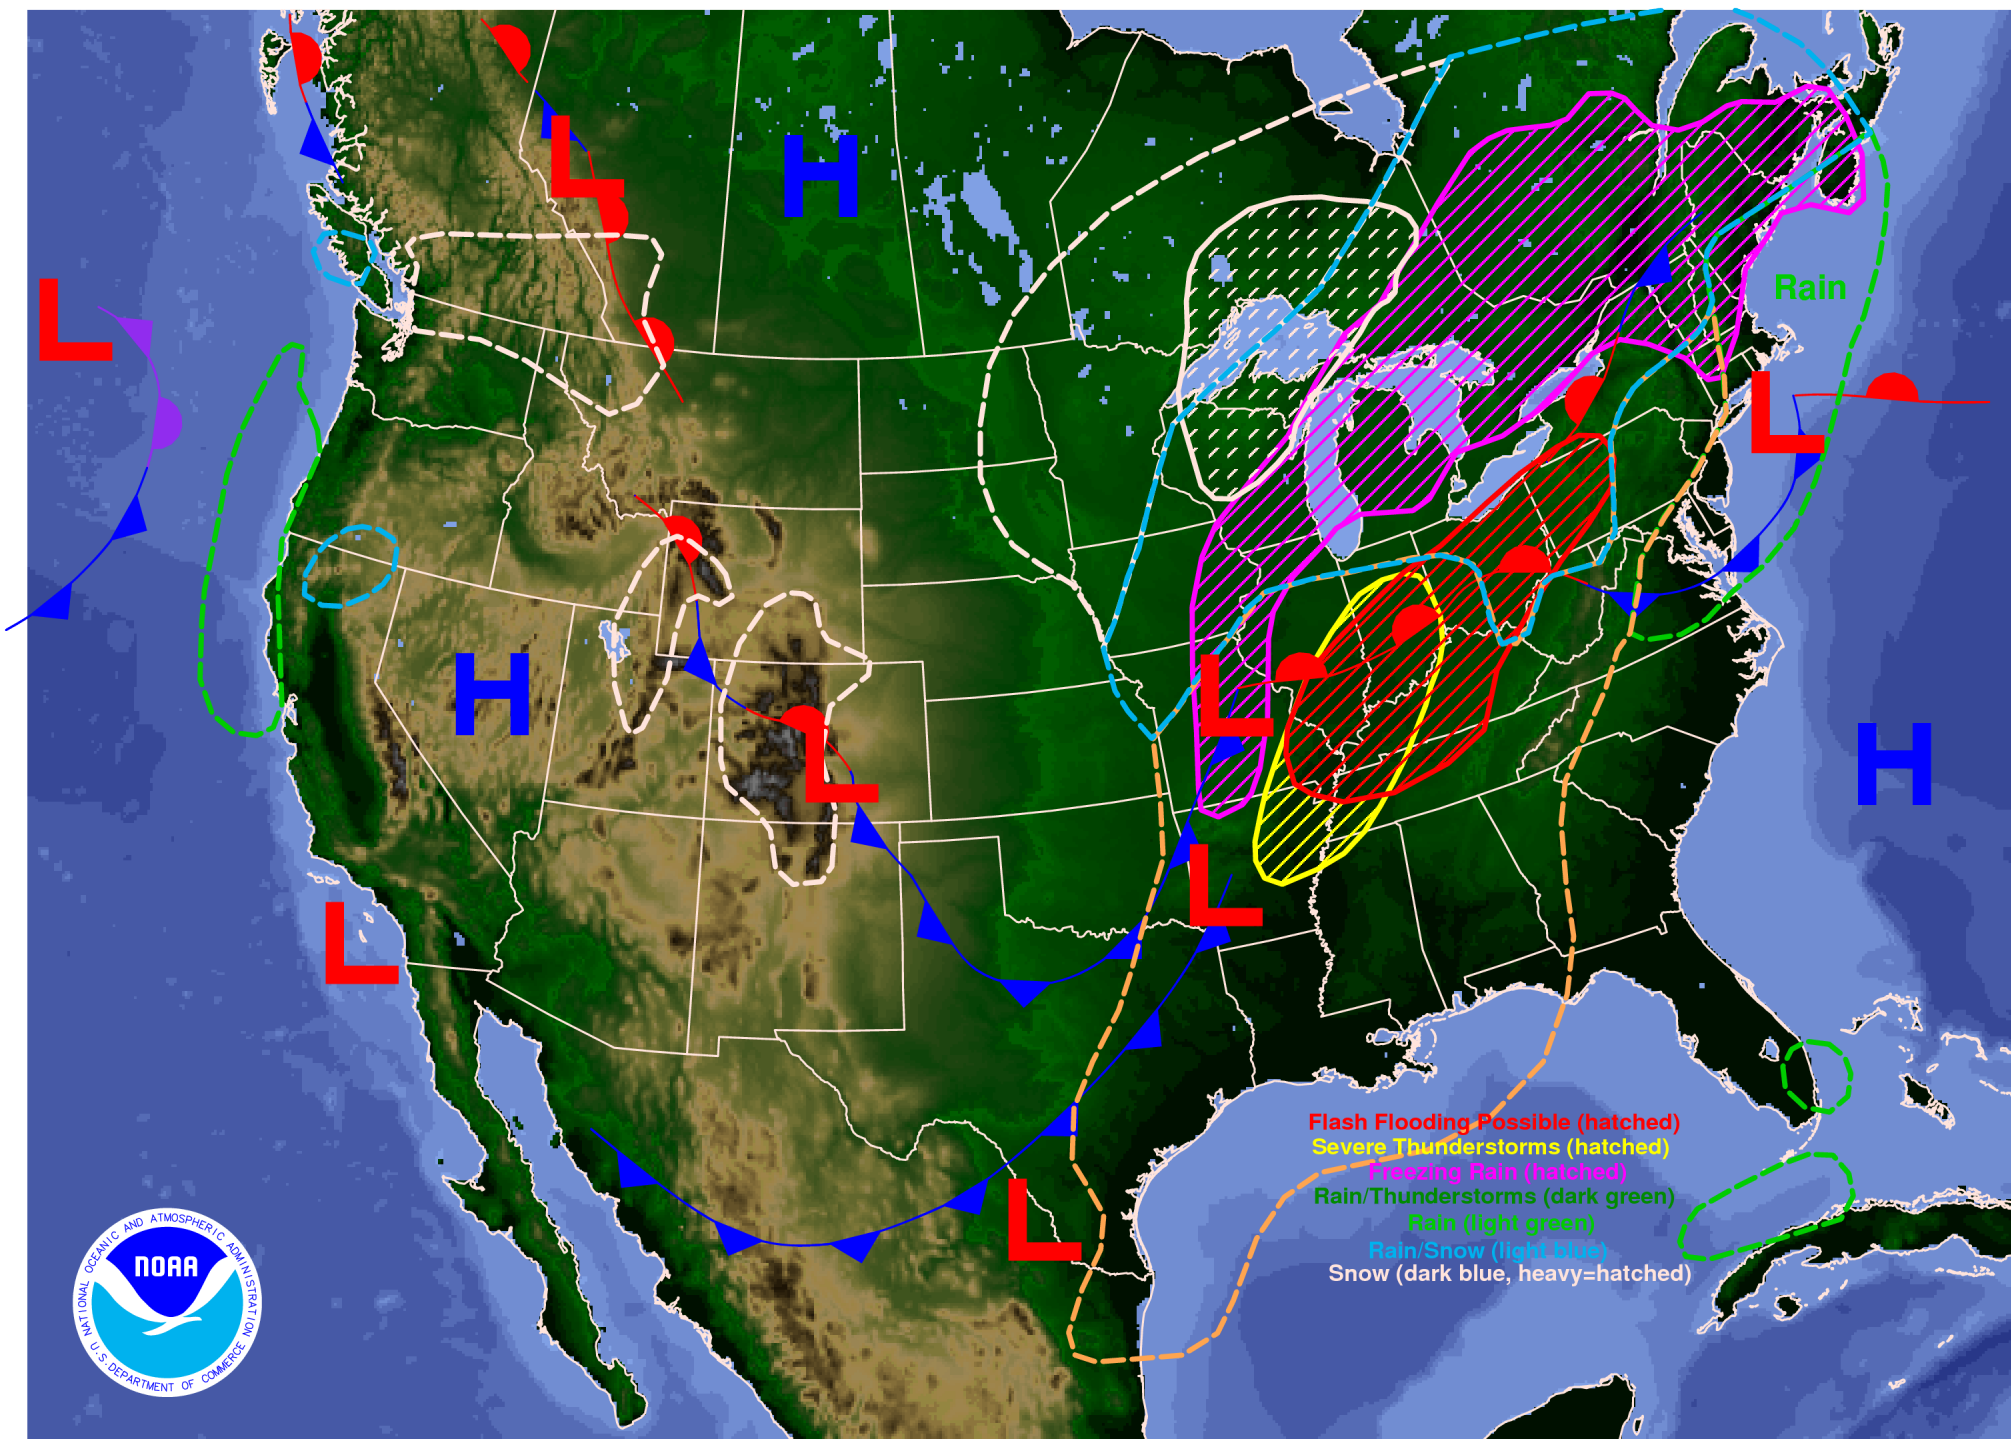 L
H
Rain
L
L
H
L
L
H
L
L
L
Flash Flooding Possible (hatched)
Severe Thunderstorms (hatched)
Freezing Rain (hatched)
Rain/Thunderstorms (dark green)
Rain (light green)
Rain/Snow (light blue)
Snow (dark blue, heavy=hatched)
NATIONAL OCEANIC AND ATMOSPHERIC ADMINISTRATION
NOAA
U.S. DEPARTMENT OF COMMERCE